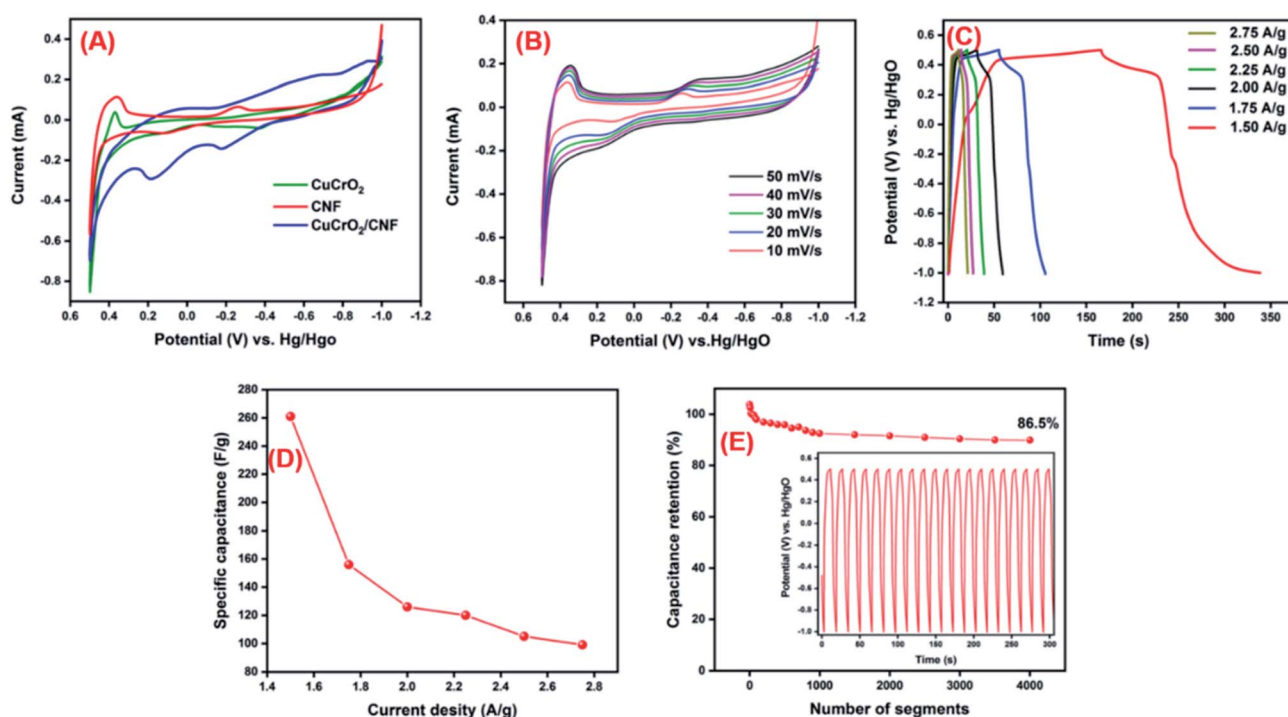 (A)
Current (mA)
0.4
0.2
0.0
-0.2
-0.4
-0.6
-0.8
CuCrO₂
CNF
CuCrO₂/CNF
0.6 0.4 0.2 0.0 -0.2 -0.4 -0.6 -0.8 -1.0 -1.2
Potential (V) vs. Hg/Hgo
(B)
Current (mA)
0.4
0.2
0.0
-0.2
-0.4
-0.6
-0.8
50 mV/s
40 mV/s
30 mV/s
20 mV/s
10 mV/s
0.6 0.4 0.2 0.0 -0.2 -0.4 -0.6 -0.8 -1.0 -1.2
Potential (V) vs.Hg/HgO
(C)
Potential (V) vs. Hg/HgO
0.6
0.4
0.2
0.0
-0.2
-0.4
-0.6
-0.8
-1.0
-1.2
2.75 A/g
2.50 A/g
2.25 A/g
2.00 A/g
1.75 A/g
1.50 A/g
0 50 100 150 200 250 300 350
Time (s)
(D)
Specific capacitance (F/g)
280
260
240
220
200
180
160
140
120
100
80
1.4 1.6 1.8 2.0 2.2 2.4 2.6 2.8
Current desity (A/g)
(E)
Capacitance retention (%)
100
80
60
40
20
0
86.5%
Potential (V) vs. Hg/HgO
0.6
0.4
0.2
0.0
-0.2
-0.4
-0.6
-0.8
-1.0
0 50 100 150 200 250 300
Time (s)
0 1000 2000 3000 4000
Number of segments